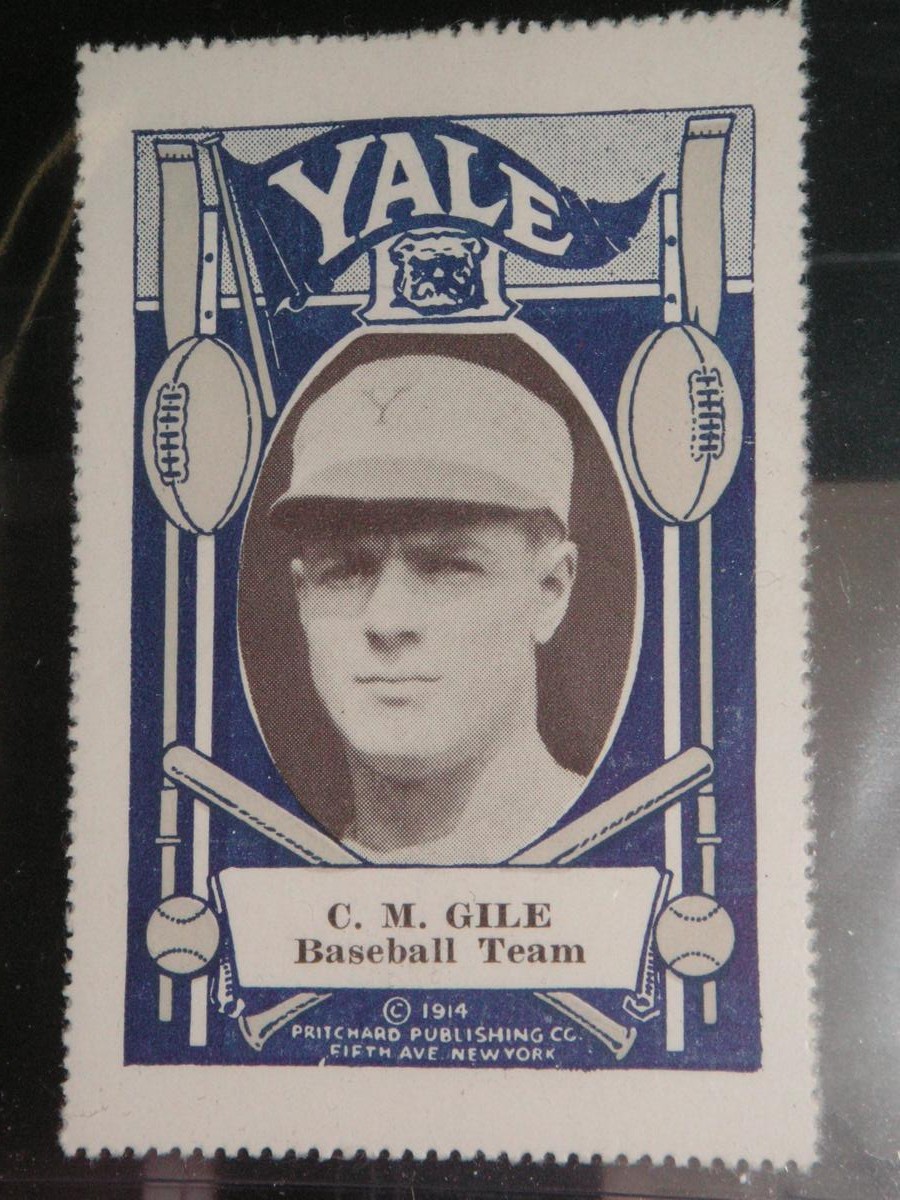 YALE
Y
C. M. GILE
Baseball Team
© 1914
PRITCHARD PUBLISHING CO.
FIFTH AVE. NEW YORK